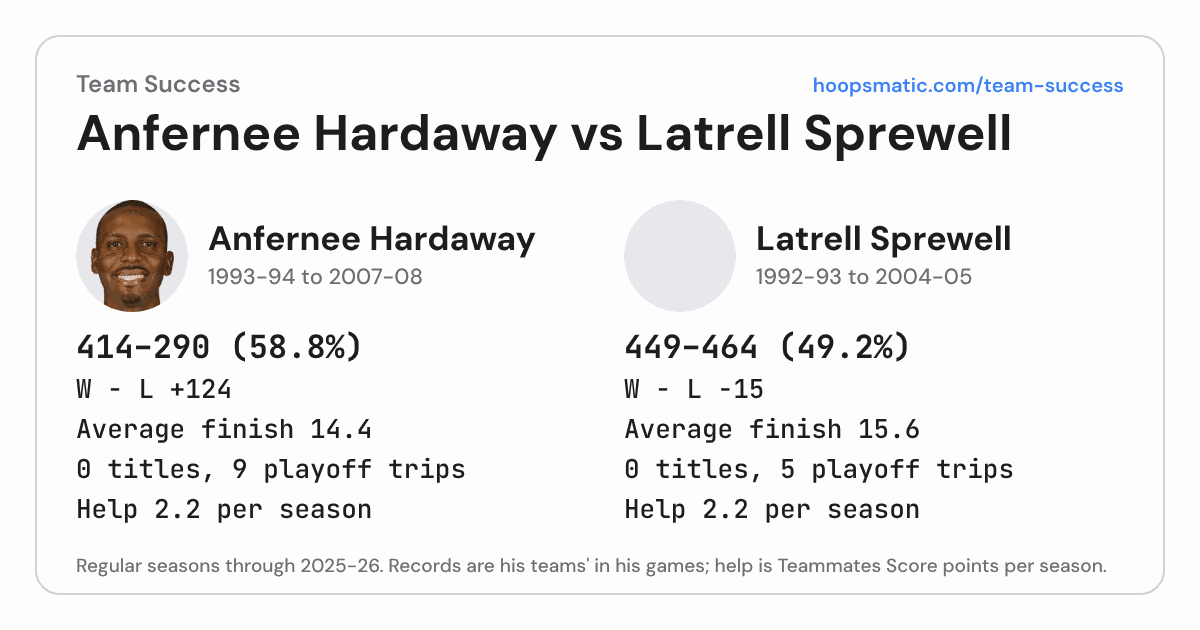 Team Success
hoopsmatic.com/team-success
Anfernee Hardaway vs Latrell Sprewell
Anfernee Hardaway
1993-94 to 2007-08
414-290 (58.8%)
W - L +124
Average finish 14.4
0 titles, 9 playoff trips
Help 2.2 per season
Latrell Sprewell
1992-93 to 2004-05
449-464 (49.2%)
W - L -15
Average finish 15.6
0 titles, 5 playoff trips
Help 2.2 per season
Regular seasons through 2025-26. Records are his teams' in his games; help is Teammates Score points per season.